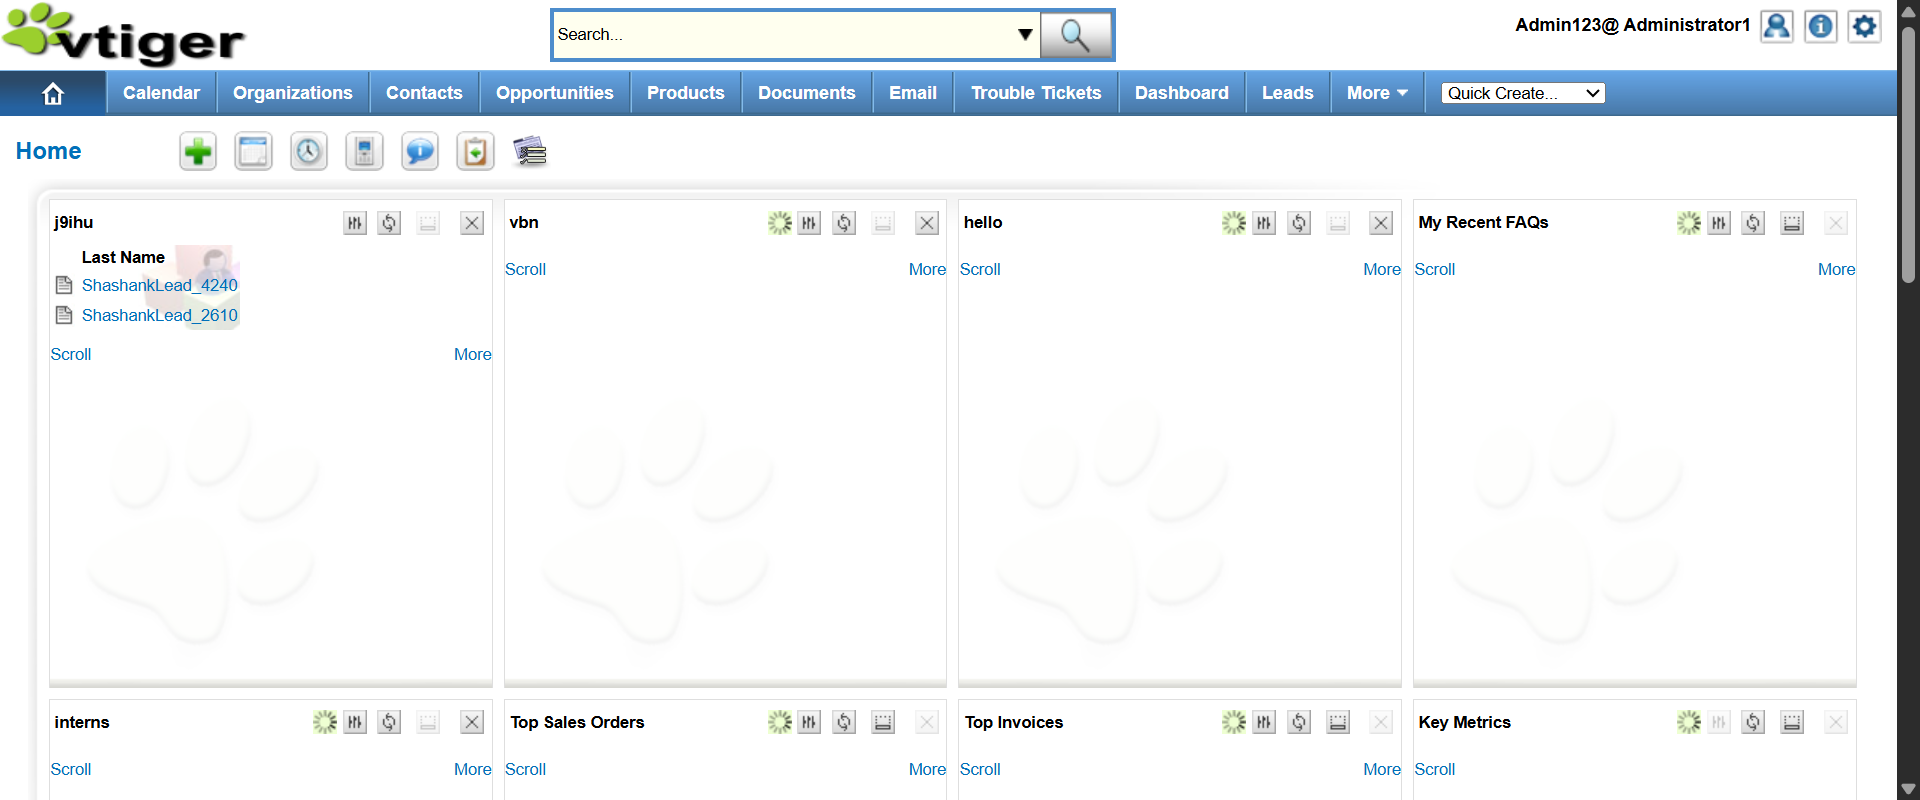 vtiger
Search...
Admin123@ Administrator1
Calendar Organizations Contacts Opportunities Products Documents Email Trouble Tickets Dashboard Leads More Quick Create...
Home
j9ihu
Last Name
ShashankLead_4240
ShashankLead_2610
Scroll More
vbn
Scroll More
hello
Scroll More
My Recent FAQs
Scroll More
interns
Scroll More
Top Sales Orders
Scroll More
Top Invoices
Scroll More
Key Metrics
Scroll